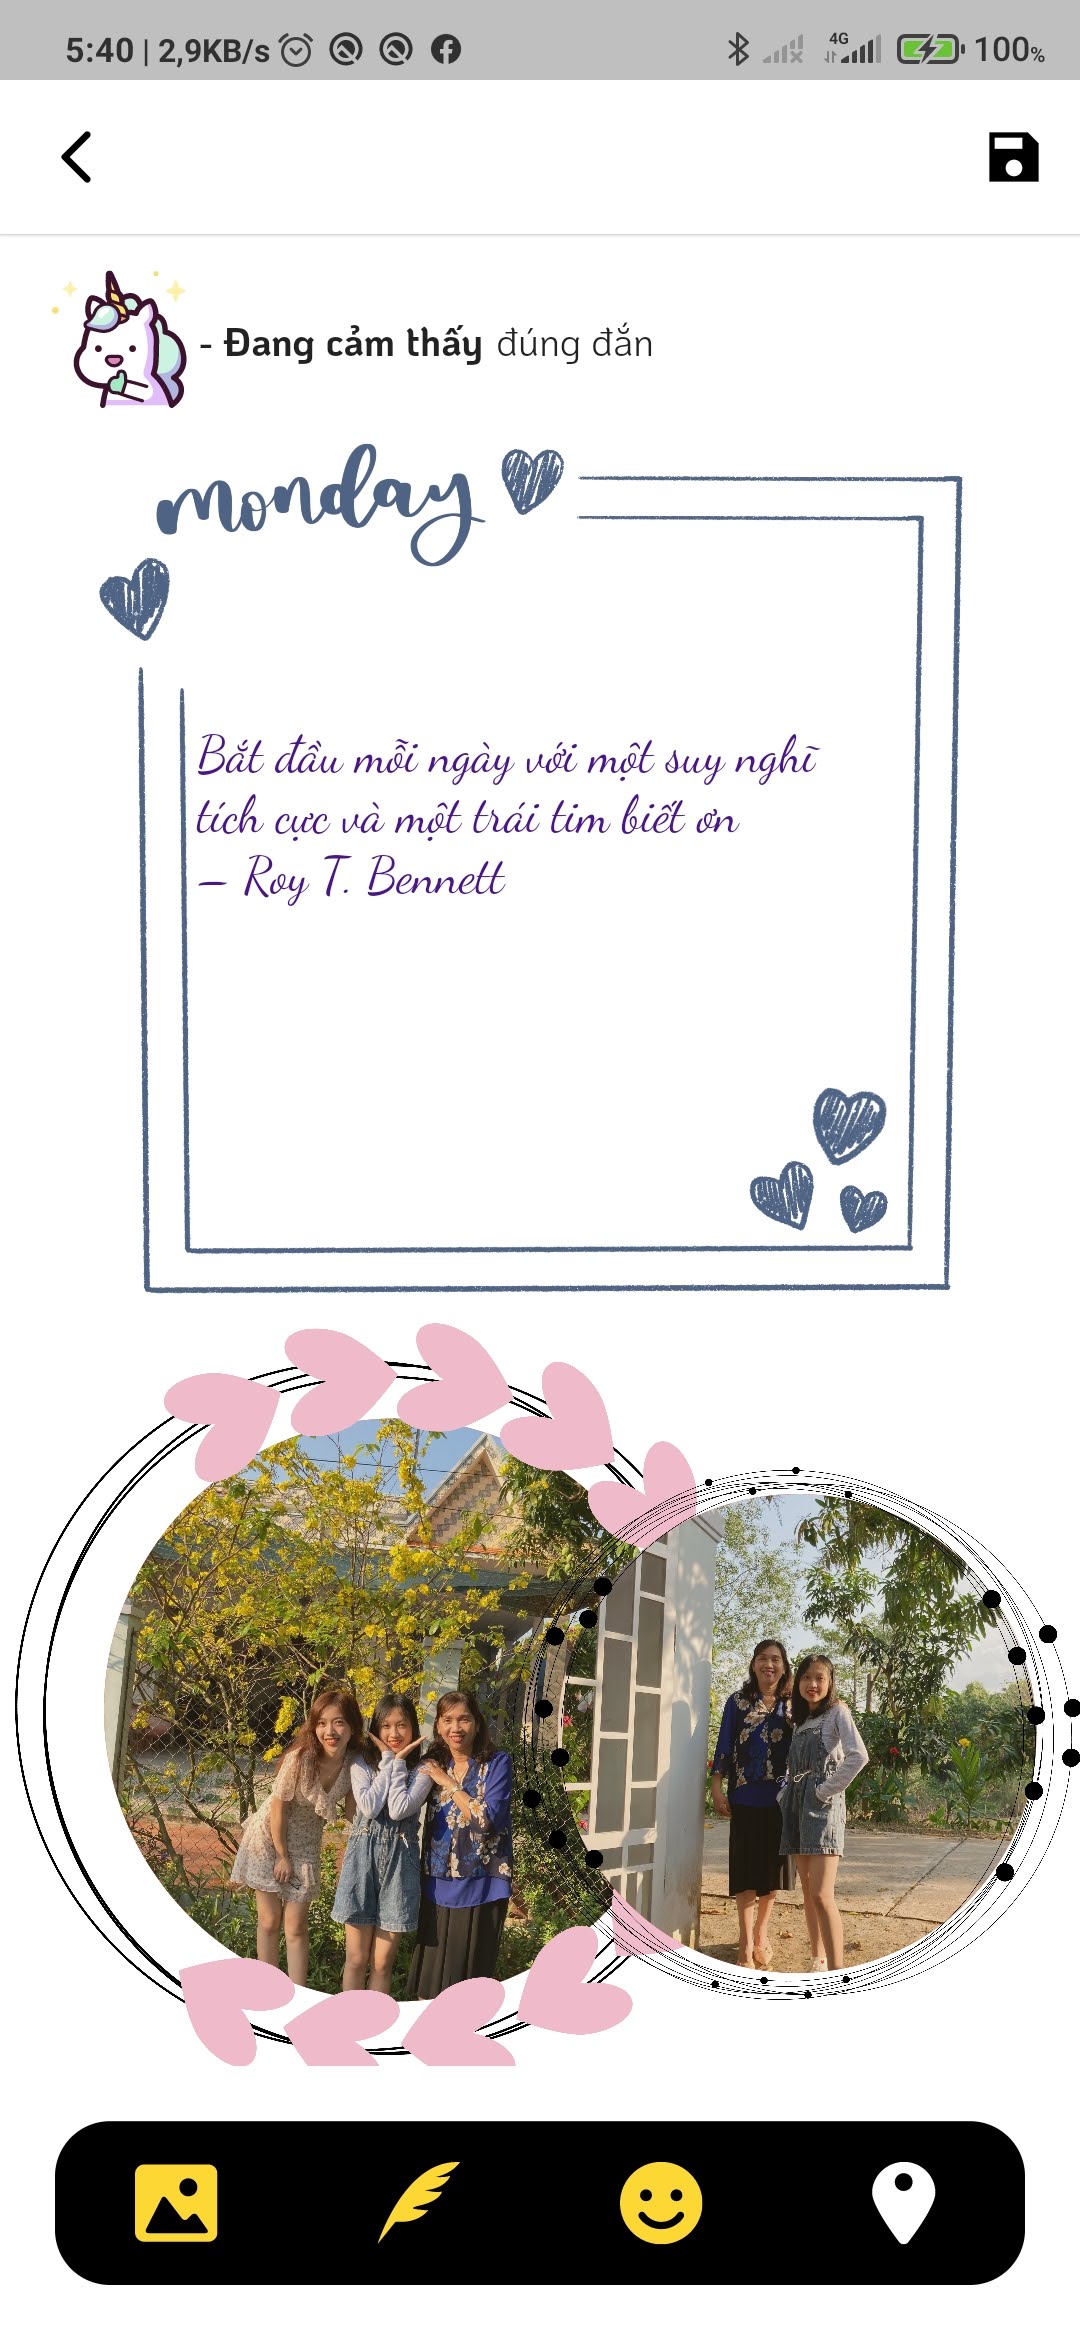 5:40 | 2,9KB/s
4G
100%
- Đang cảm thấy đúng đắn
monday
Bắt đầu mỗi ngày với một suy nghĩ
tích cực và một trái tim biết ơn
– Roy T. Bennett